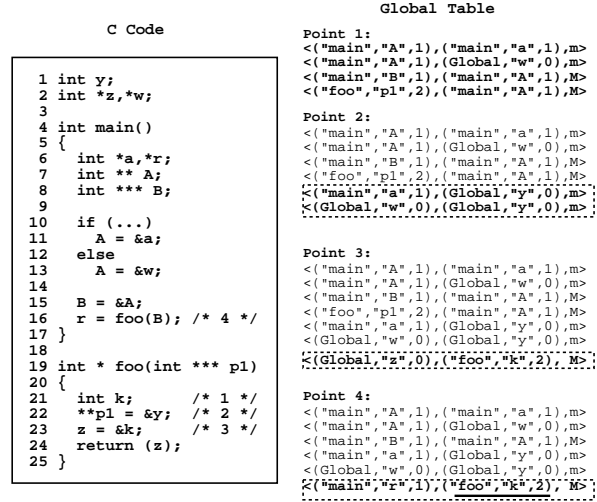 C Code
1 int y;
2 int *z,*w;
3
4 int main()
5 {
6 int *a,*r;
7 int ** A;
8 int *** B;
9
10 if (...)
11 A = &a;
12 else
13 A = &w;
14
15 B = &A;
16 r = foo(B); /* 4 */
17 }
18
19 int * foo(int *** p1)
20 {
21 int k; /* 1 */
22 **p1 = &y; /* 2 */
23 z = &k; /* 3 */
24 return (z);
25 }
Global Table
Point 1:
<("main","A",1),("main","a",1),m>
<("main","A",1),(Global,"w",0),m>
<("main","B",1),("main","A",1),M>
<("foo","p1",2),("main","A",1),M>
Point 2:
<("main","A",1),("main","a",1),m>
<("main","A",1),(Global,"w",0),m>
<("main","B",1),("main","A",1),M>
<("foo","p1",2),("main","A",1),M>
<("main","a",1),(Global,"y",0),m>
<(Global,"w",0),(Global,"y",0),m>
Point 3:
<("main","A",1),("main","a",1),m>
<("main","A",1),(Global,"w",0),m>
<("main","B",1),("main","A",1),M>
<("foo","p1",2),("main","A",1),M>
<("main","a",1),(Global,"y",0),m>
<(Global,"w",0),(Global,"y",0),m>
<(Global,"z",0),("foo","k",2), M>
Point 4:
<("main","A",1),("main","a",1),m>
<("main","A",1),(Global,"w",0),m>
<("main","B",1),("main","A",1),M>
<("main","a",1),(Global,"y",0),m>
<(Global,"w",0),(Global,"y",0),m>
<("main","r",1),("foo","k",2), M>